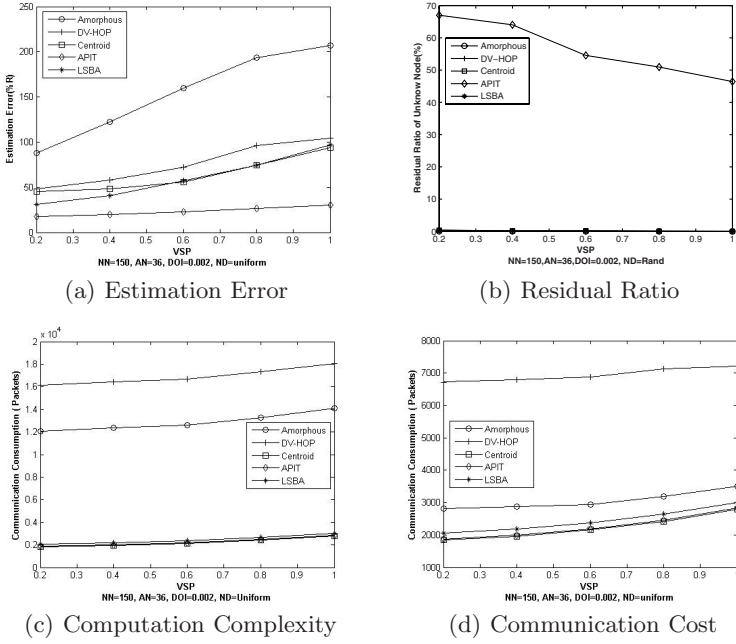 250
200
150
100
50
0
Estimation Error(%R)
Amorphous
DV-HOP
Centroid
APIT
LSBA
0.2 0.3 0.4 0.5 0.6 0.7 0.8 0.9 1
VSP
NN=150, AN=36, DOI=0.002, ND=uniform
(a) Estimation Error
70
60
50
40
30
20
10
0
Residual Ratio of Unknow Node(%)
Amorphous
DV-HOP
Centroid
APIT
LSBA
0.2 0.3 0.4 0.5 0.6 0.7 0.8 0.9 1
VSP
NN=150,AN=36,DOI=0.002, ND=Rand
(b) Residual Ratio
x 10^4
2
1.8
1.6
1.4
1.2
1
0.8
0.6
0.4
0.2
0
Communication Consumption ( Packets)
Amorphous
DV-HOP
Centroid
APIT
LSBA
0.2 0.3 0.4 0.5 0.6 0.7 0.8 0.9 1
VSP
NN=150, AN=36, DOI=0.002, ND=Uniform
(c) Computation Complexity
8000
7000
6000
5000
4000
3000
2000
1000
Communication Consumption ( Packets)
Amorphous
DV-HOP
Centroid
APIT
LSBA
0.2 0.3 0.4 0.5 0.6 0.7 0.8 0.9 1
VSP
NN=150, AN=36, DOI=0.002, ND=uniform
(d) Communication Cost